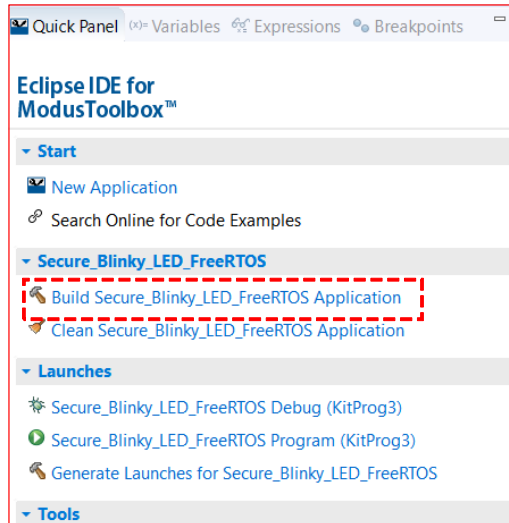 Quick Panel (x)= Variables Expressions Breakpoints
Eclipse IDE for
ModusToolbox™
Start
New Application
Search Online for Code Examples
Secure_Blinky_LED_FreeRTOS
Build Secure_Blinky_LED_FreeRTOS Application
Clean Secure_Blinky_LED_FreeRTOS Application
Launches
Secure_Blinky_LED_FreeRTOS Debug (KitProg3)
Secure_Blinky_LED_FreeRTOS Program (KitProg3)
Generate Launches for Secure_Blinky_LED_FreeRTOS
Tools